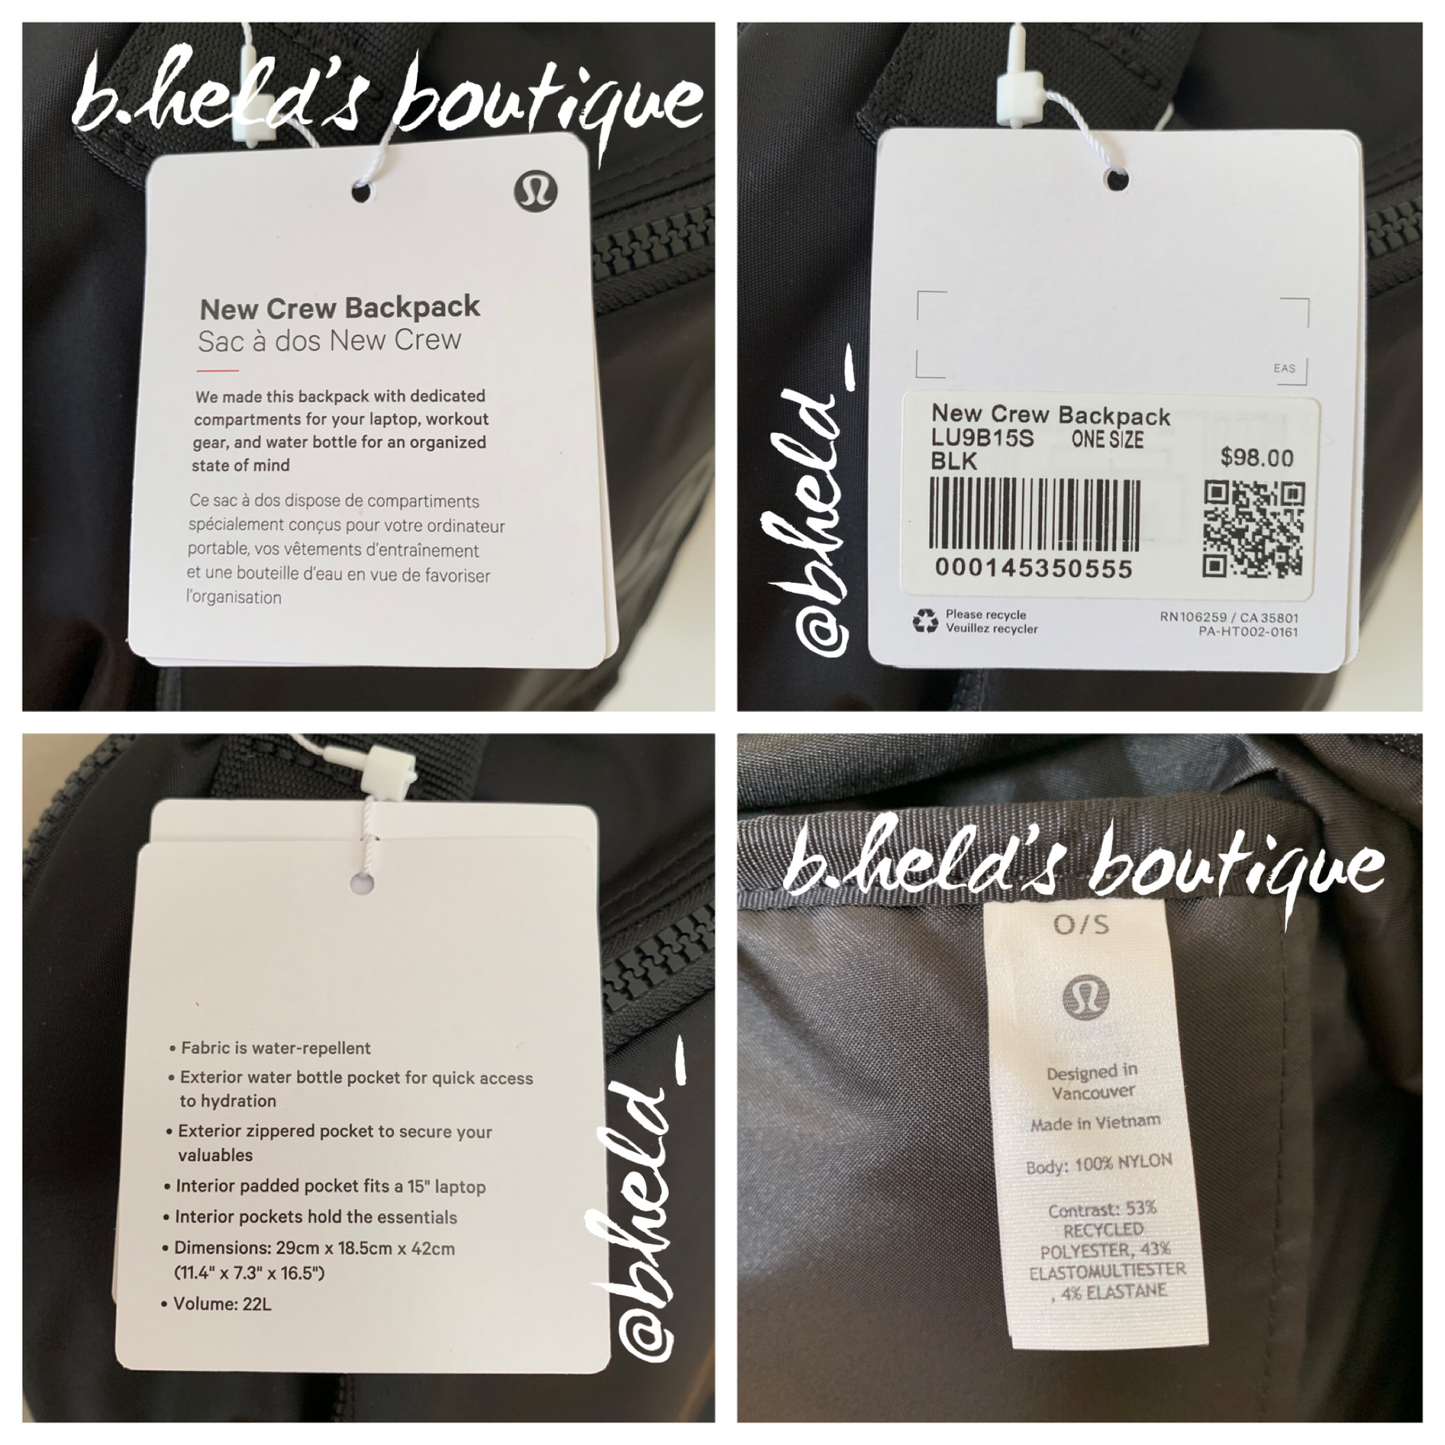 b.held's boutique
New Crew Backpack
Sac à dos New Crew
We made this backpack with dedicated
compartments for your laptop, workout
gear, and water bottle for an organized
state of mind
Ce sac à dos dispose de compartiments
spécialement conçus pour votre ordinateur
portable, vos vêtements d'entraînement
et une bouteille d'eau en vue de favoriser
l'organisation
@bheld_
EAS
New Crew Backpack
LU9B15S ONE SIZE
BLK $98.00
000145350555
Please recycle
Veuillez recycler
RN106259 / CA35801
PA-HT002-0161
• Fabric is water-repellent
• Exterior water bottle pocket for quick access
to hydration
• Exterior zippered pocket to secure your
valuables
• Interior padded pocket fits a 15" laptop
• Interior pockets hold the essentials
• Dimensions: 29cm x 18.5cm x 42cm
(11.4" x 7.3" x 16.5")
• Volume: 22L
@bheld_
b.held's boutique
O/S
Designed in
Vancouver
Made in Vietnam
Body: 100% NYLON
Contrast: 53%
RECYCLED
POLYESTER, 43%
ELASTOMULTIESTER
, 4% ELASTANE